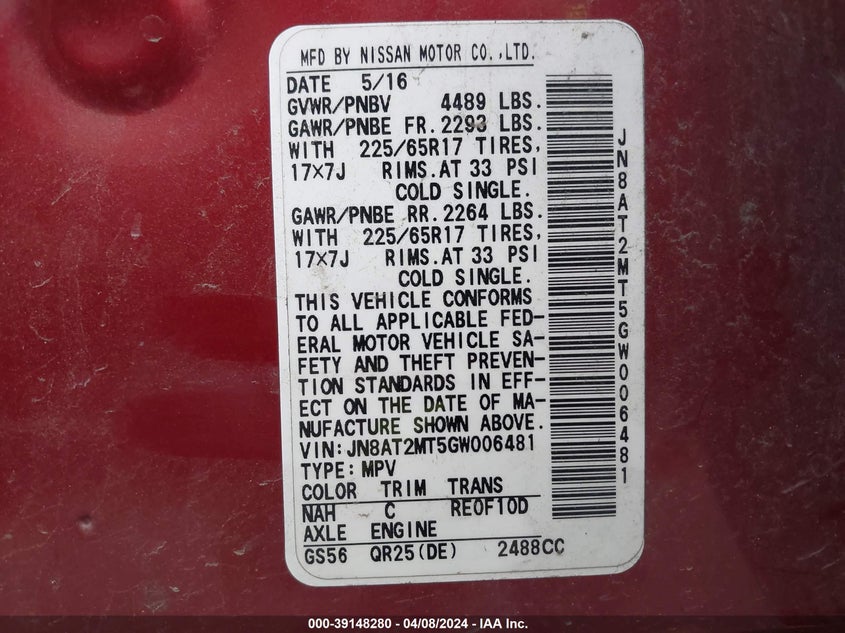 MFD BY NISSAN MOTOR CO.,LTD.
DATE 5/16
GVWR/PNBV 4489 LBS.
GAWR/PNBE FR. 2293 LBS.
WITH 225/65R17 TIRES,
17×7J RIMS.AT 33 PSI
COLD SINGLE.
GAWR/PNBE RR. 2264 LBS.
WITH 225/65R17 TIRES,
17×7J RIMS.AT 33 PSI
COLD SINGLE.
THIS VEHICLE CONFORMS
TO ALL APPLICABLE FED-
ERAL MOTOR VEHICLE SA-
FETY AND THEFT PREVEN-
TION STANDARDS IN EFF-
ECT ON THE DATE OF MA-
NUFACTURE SHOWN ABOVE.
VIN:JN8AT2MT5GW006481
TYPE:MPV
COLOR TRIM TRANS
NAH C RE0F10D
AXLE ENGINE
GS56 QR25(DE) 2488CC
JN8AT2MT5GW006481
000-39148280 - 04/08/2024 - IAA Inc.